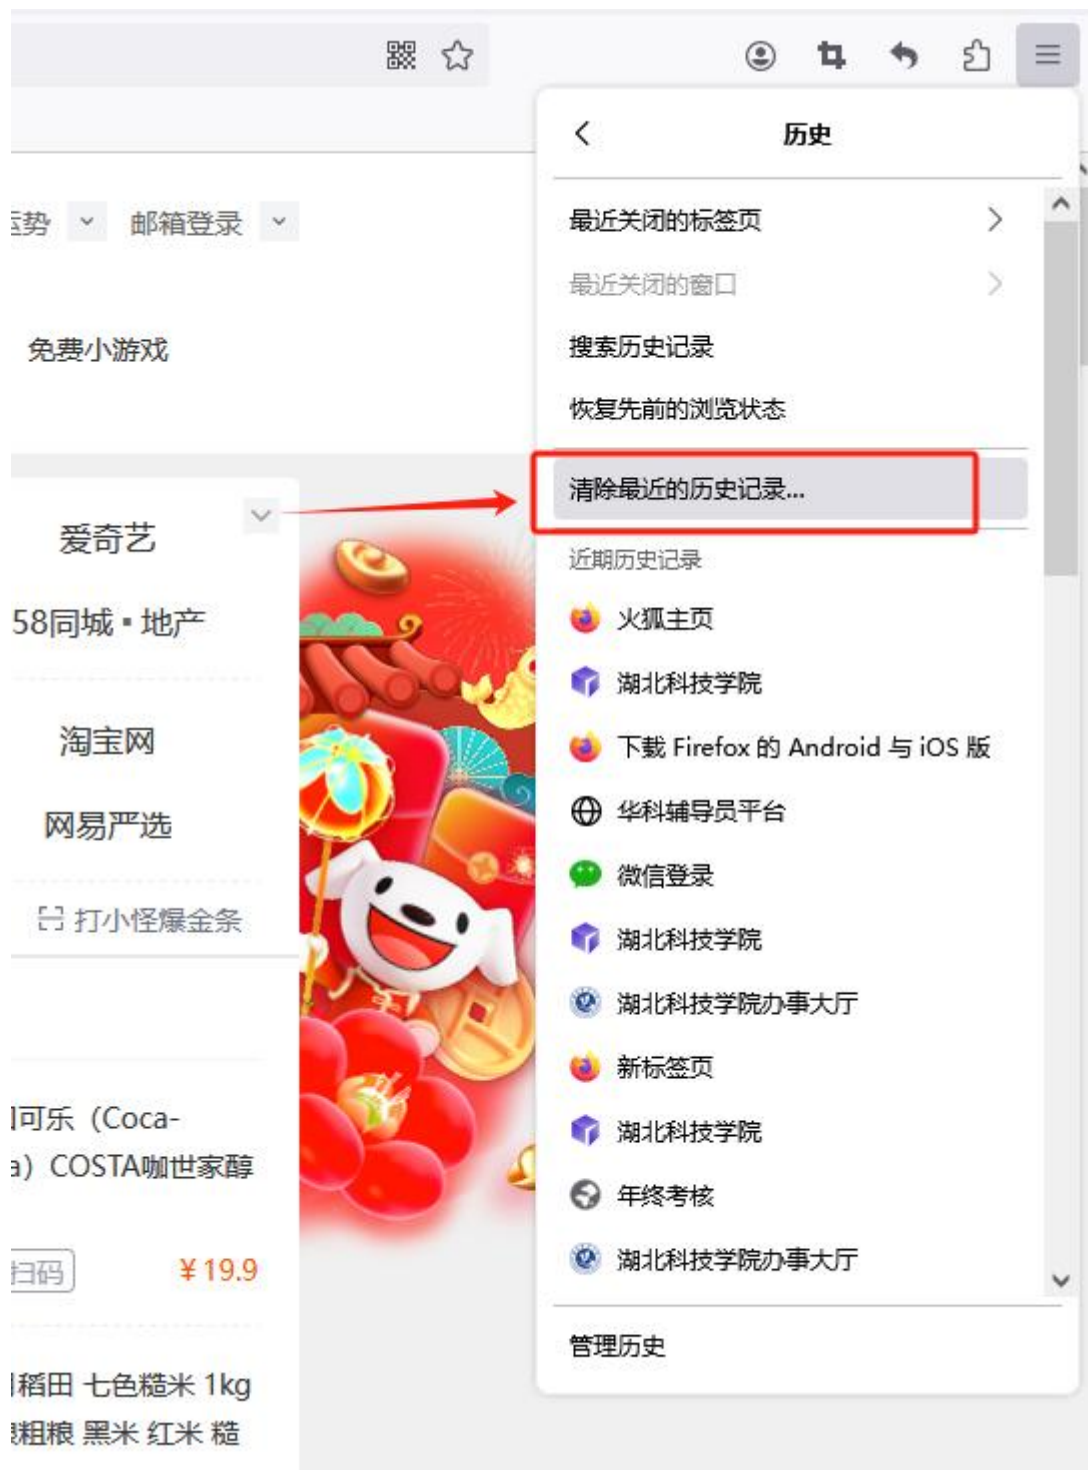 历史
最近关闭的标签页
最近关闭的窗口
搜索历史记录
恢复先前的浏览状态
清除最近的历史记录...
近期历史记录
火狐主页
湖北科技学院
下载 Firefox 的 Android 与 iOS 版
华科辅导员平台
微信登录
湖北科技学院
湖北科技学院办事大厅
新标签页
湖北科技学院
年终考核
湖北科技学院办事大厅
管理历史
运势 邮箱登录
免费小游戏
爱奇艺
58同城 ▪ 地产
淘宝网
网易严选
打小怪爆金条
可乐（Coca-
a）COSTA咖世家醇
扫码 ¥19.9
稻田 七色糙米 1kg
粗粮 黑米 红米 糙